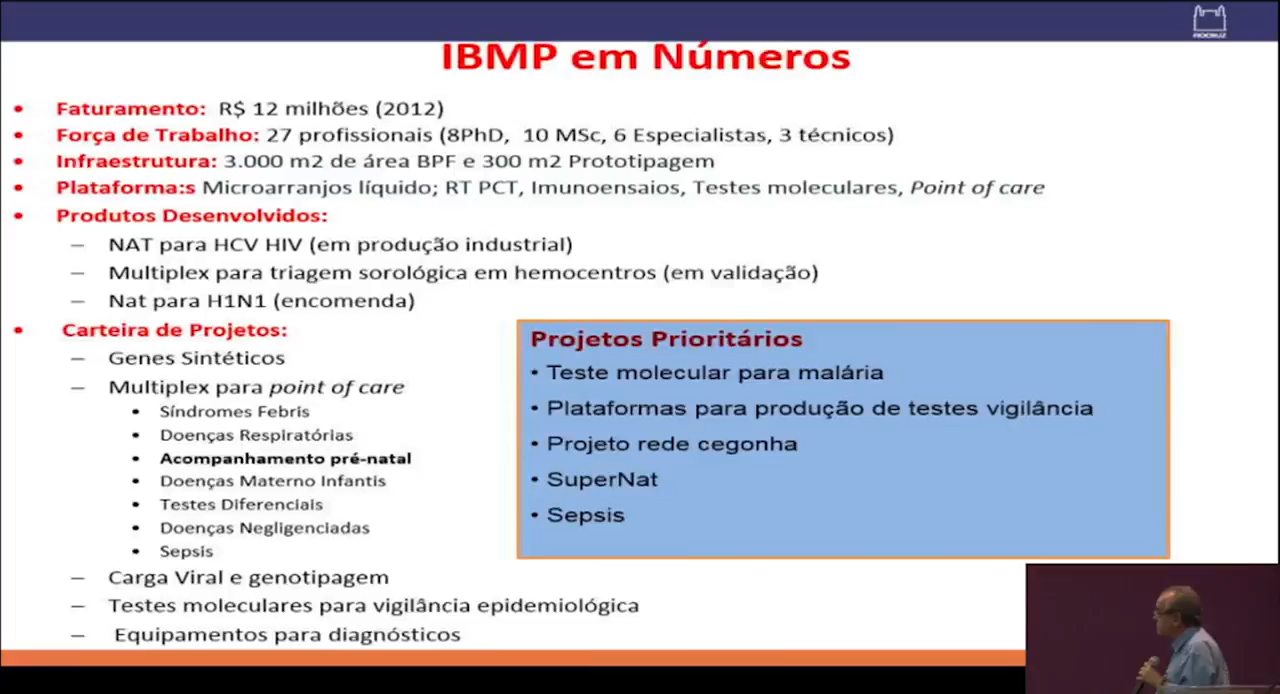 FIOCRUZ
IBMP em Números
• Faturamento: R$ 12 milhões (2012)
• Força de Trabalho: 27 profissionais (8PhD, 10 MSc, 6 Especialistas, 3 técnicos)
• Infraestrutura: 3.000 m2 de área BPF e 300 m2 Prototipagem
• Plataforma:s Microarranjos líquido; RT PCT, Imunoensaios, Testes moleculares, Point of care
• Produtos Desenvolvidos:
– NAT para HCV HIV (em produção industrial)
– Multiplex para triagem sorológica em hemocentros (em validação)
– Nat para H1N1 (encomenda)
• Carteira de Projetos:
– Genes Sintéticos
– Multiplex para point of care
• Síndromes Febris
• Doenças Respiratórias
• Acompanhamento pré-natal
• Doenças Materno Infantis
• Testes Diferenciais
• Doenças Negligenciadas
• Sepsis
– Carga Viral e genotipagem
– Testes moleculares para vigilância epidemiológica
– Equipamentos para diagnósticos
Projetos Prioritários
• Teste molecular para malária
• Plataformas para produção de testes vigilância
• Projeto rede cegonha
• SuperNat
• Sepsis